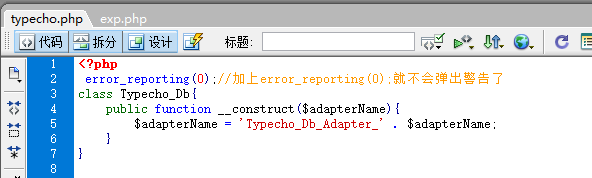 typecho.php exp.php
代码 拆分 设计 标题:
1 <?php
2 error_reporting(0);//加上error_reporting(0);就不会弹出警告了
3 class Typecho_Db{
4 public function __construct($adapterName){
5 $adapterName = 'Typecho_Db_Adapter_' . $adapterName;
6 }
7 }
8